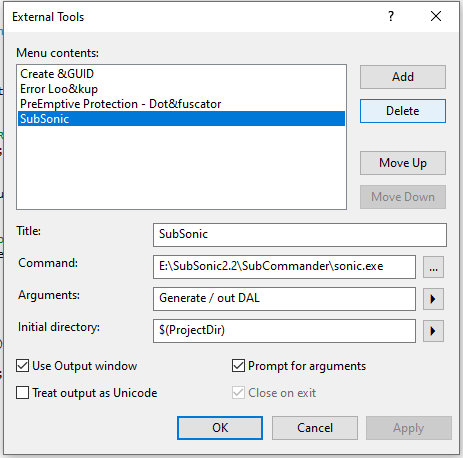 External Tools
?
Menu contents:
Create &GUID
Error Loo&kup
PreEmptive Protection - Dot&fuscator
SubSonic
Add
Delete
Move Up
Move Down
Title:
SubSonic
Command:
E:\SubSonic2.2\SubCommander\sonic.exe
...
Arguments:
Generate / out DAL
Initial directory:
$(ProjectDir)
Use Output window
Prompt for arguments
Treat output as Unicode
Close on exit
OK
Cancel
Apply